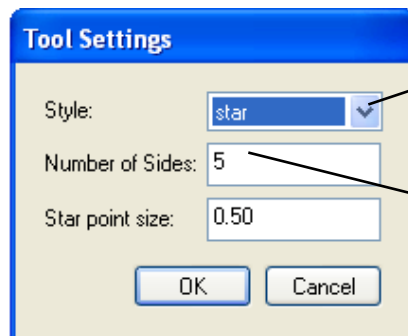 Tool Settings
Style: star
Number of Sides: 5
Star point size: 0.50
OK Cancel